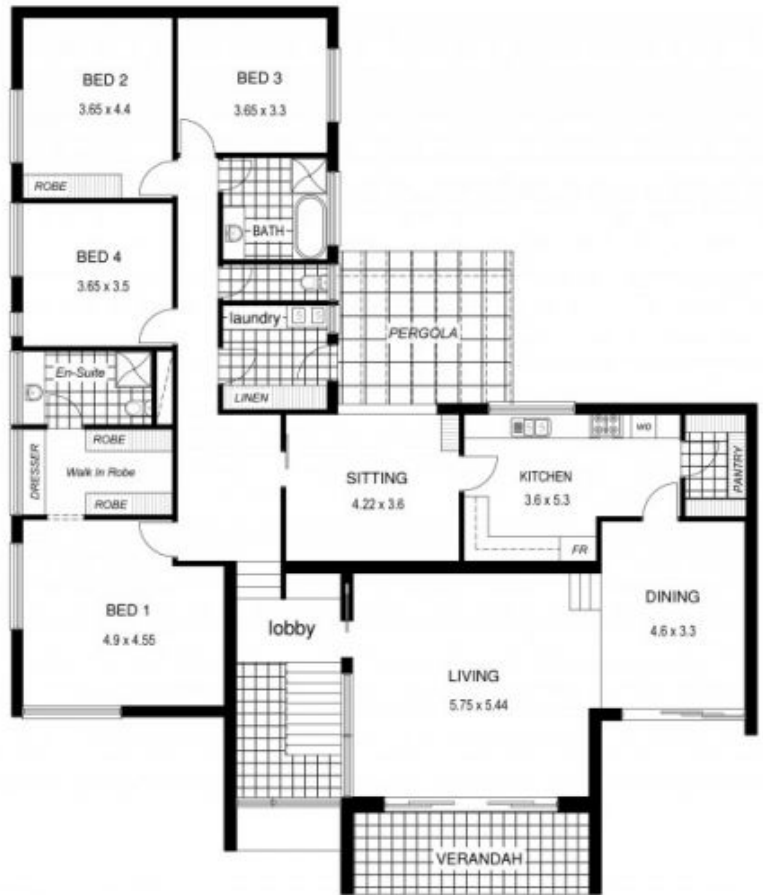 BED 2
3.65 x 4.4
BED 3
3.65 x 3.3
ROBE
BATH
BED 4
3.65 x 3.5
laundry
PERGOLA
En-Suite
LINEN
ROBE
DRESSER
Walk In Robe
ROBE
SITTING
4.22 x 3.6
KITCHEN
3.6 x 5.3
WO
PANTRY
FR
BED 1
4.9 x 4.55
lobby
DINING
4.6 x 3.3
LIVING
5.75 x 5.44
VERANDAH